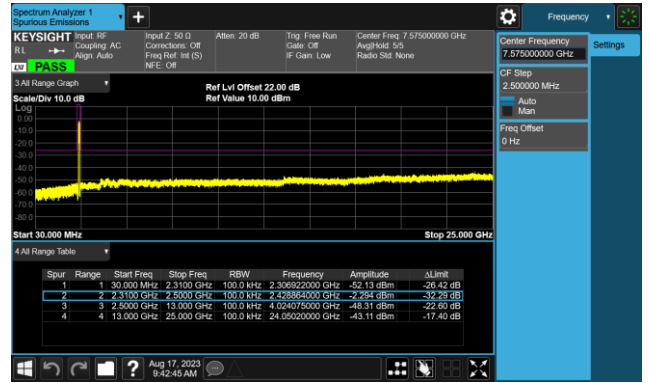 Spectrum Analyzer 1
Spurious Emissions
Frequency
KEYSIGHT
RL
LXI PASS
Input: RF
Coupling: AC
Align: Auto
Input Z: 50 Ω
Corrections: Off
Freq Ref: Int (S)
NFE: Off
Atten: 20 dB
Trig: Free Run
Gate: Off
IF Gain: Low
Center Freq: 7.575000000 GHz
Avg|Hold: 5/5
Radio Std: None
Center Frequency
7.575000000 GHz
Settings
CF Step
2.500000 MHz
Auto
Man
Freq Offset
0 Hz
3 All Range Graph
Scale/Div 10.0 dB
Ref Lvl Offset 22.00 dB
Ref Value 10.00 dBm
Log
0.00
-10.0
-20.0
-30.0
-40.0
-50.0
-60.0
-70.0
-80.0
Start 30.000 MHz
Stop 25.000 GHz
4 All Range Table
Spur Range Start Freq Stop Freq RBW Frequency Amplitude ΔLimit
1 1 30.000 MHz 2.3100 GHz 100.0 kHz 2.306922000 GHz -52.13 dBm -26.42 dB
2 2 2.3100 GHz 2.5000 GHz 100.0 kHz 2.428864000 GHz -2.294 dBm -32.29 dB
3 3 2.5000 GHz 13.000 GHz 100.0 kHz 4.024075000 GHz -48.31 dBm -22.60 dB
4 4 13.000 GHz 25.000 GHz 100.0 kHz 24.05020000 GHz -43.11 dBm -17.40 dB
?
Aug 17, 2023
9:42:45 AM